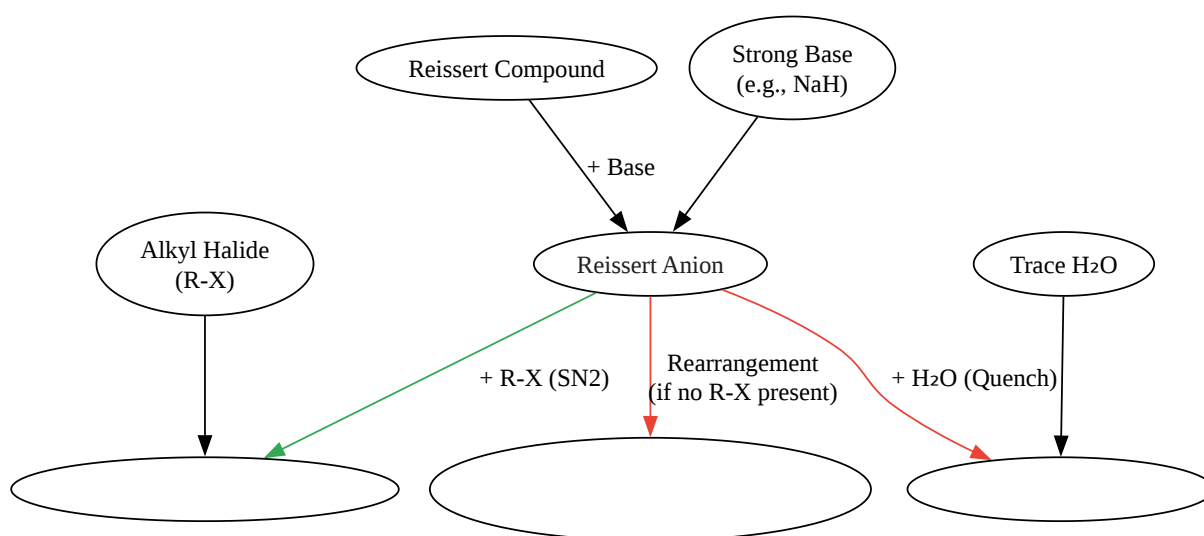 Reissert Compound
Strong Base
(e.g., NaH)
+ Base
Alkyl Halide
(R-X)
Reissert Anion
Trace H₂O
+ R-X (SN2)
Rearrangement
(if no R-X present)
+ H₂O (Quench)